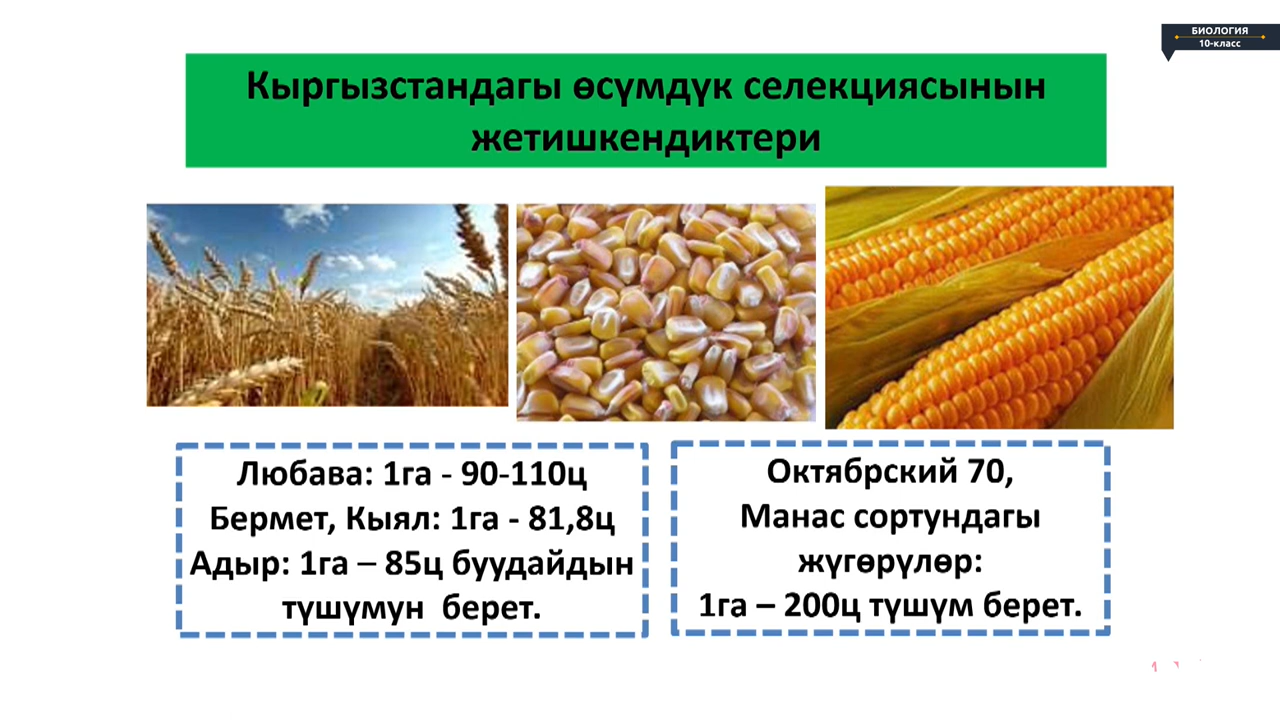 БИОЛОГИЯ
10-класс
Кыргызстандагы өсүмдүк селекциясынын
жетишкендиктери
Любава: 1га - 90-110ц
Бермет, Кыял: 1га - 81,8ц
Адыр: 1га – 85ц буудайдын
түшүмүн берет.
Октябрский 70,
Манас сортундагы
жүгөрүлөр:
1га – 200ц түшүм берет.